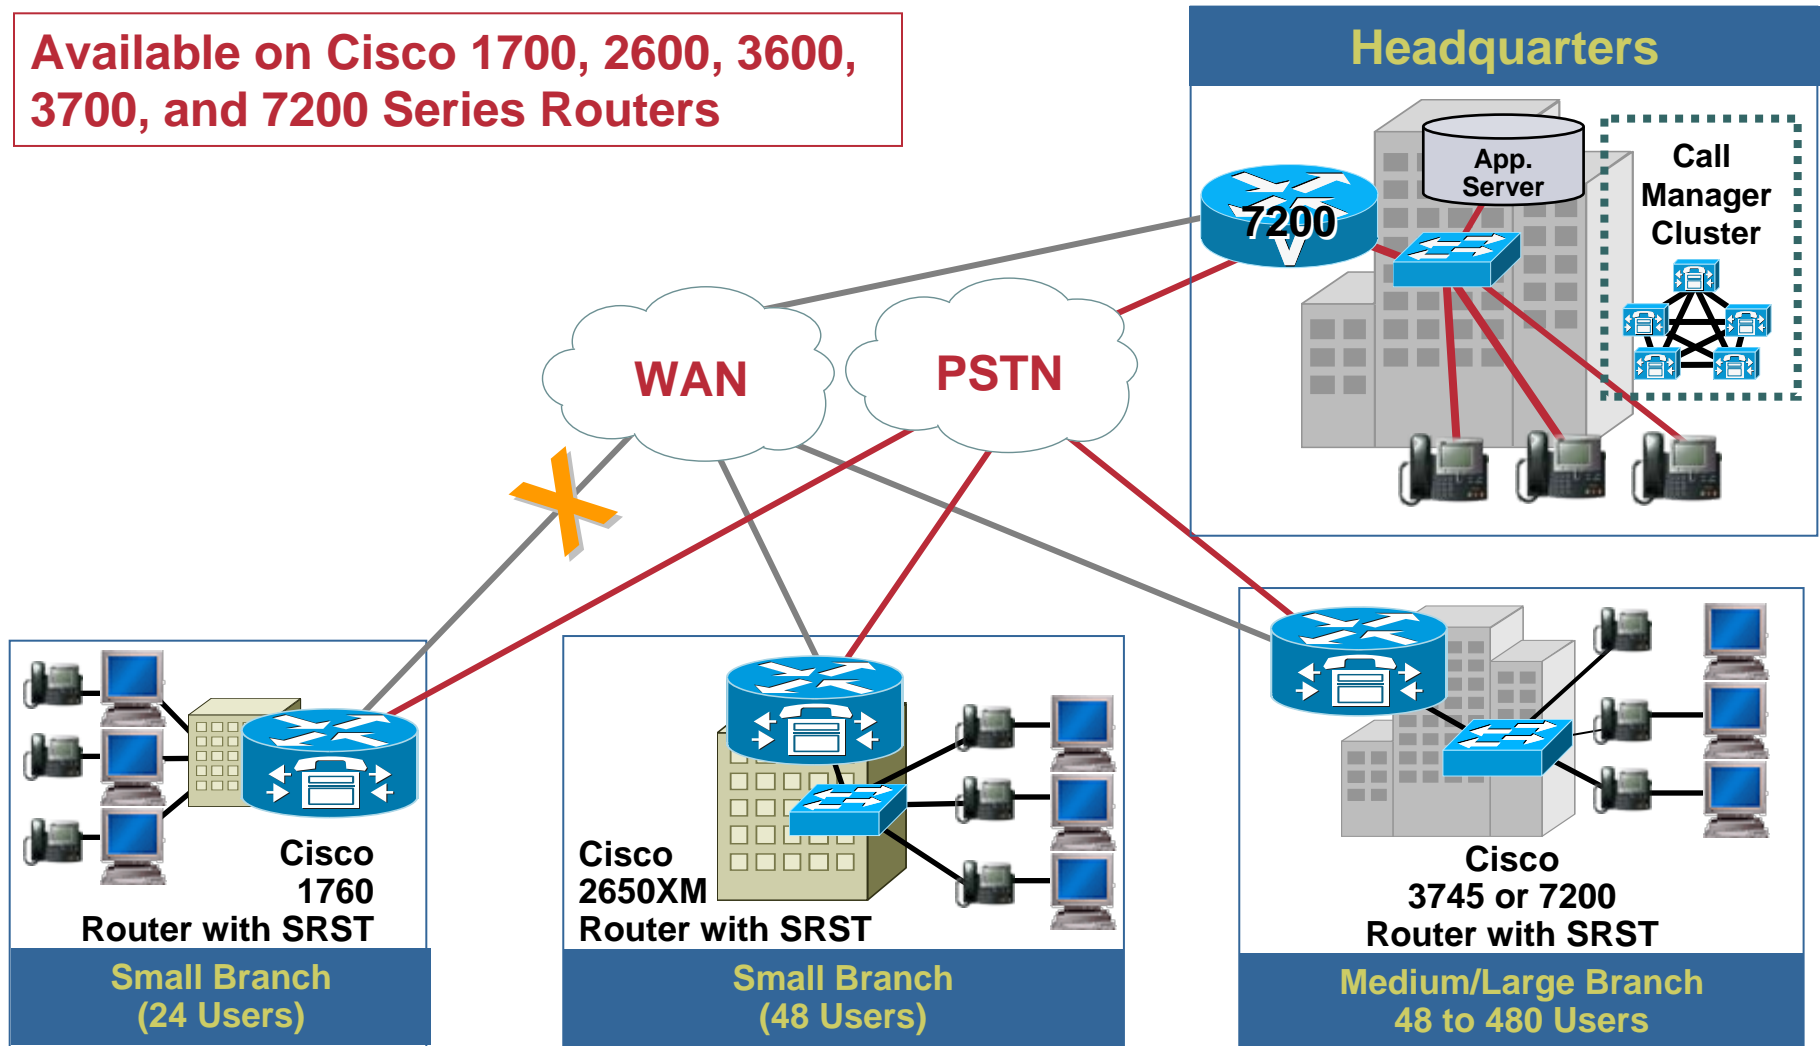 Available on Cisco 1700, 2600, 3600,
3700, and 7200 Series Routers
Headquarters
App.
Server
Call
Manager
Cluster
7200
V
WAN
PSTN
Cisco
1760
Router with SRST
Small Branch
(24 Users)
Cisco
2650XM
Router with SRST
Small Branch
(48 Users)
Cisco
3745 or 7200
Router with SRST
Medium/Large Branch
48 to 480 Users